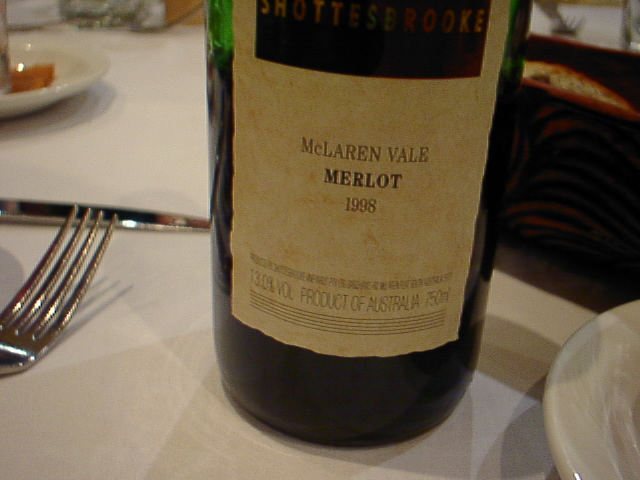 SHOTTESBROOKE
McLAREN VALE
MERLOT
1998
13.0% VOL PRODUCT OF AUSTRALIA 750ml